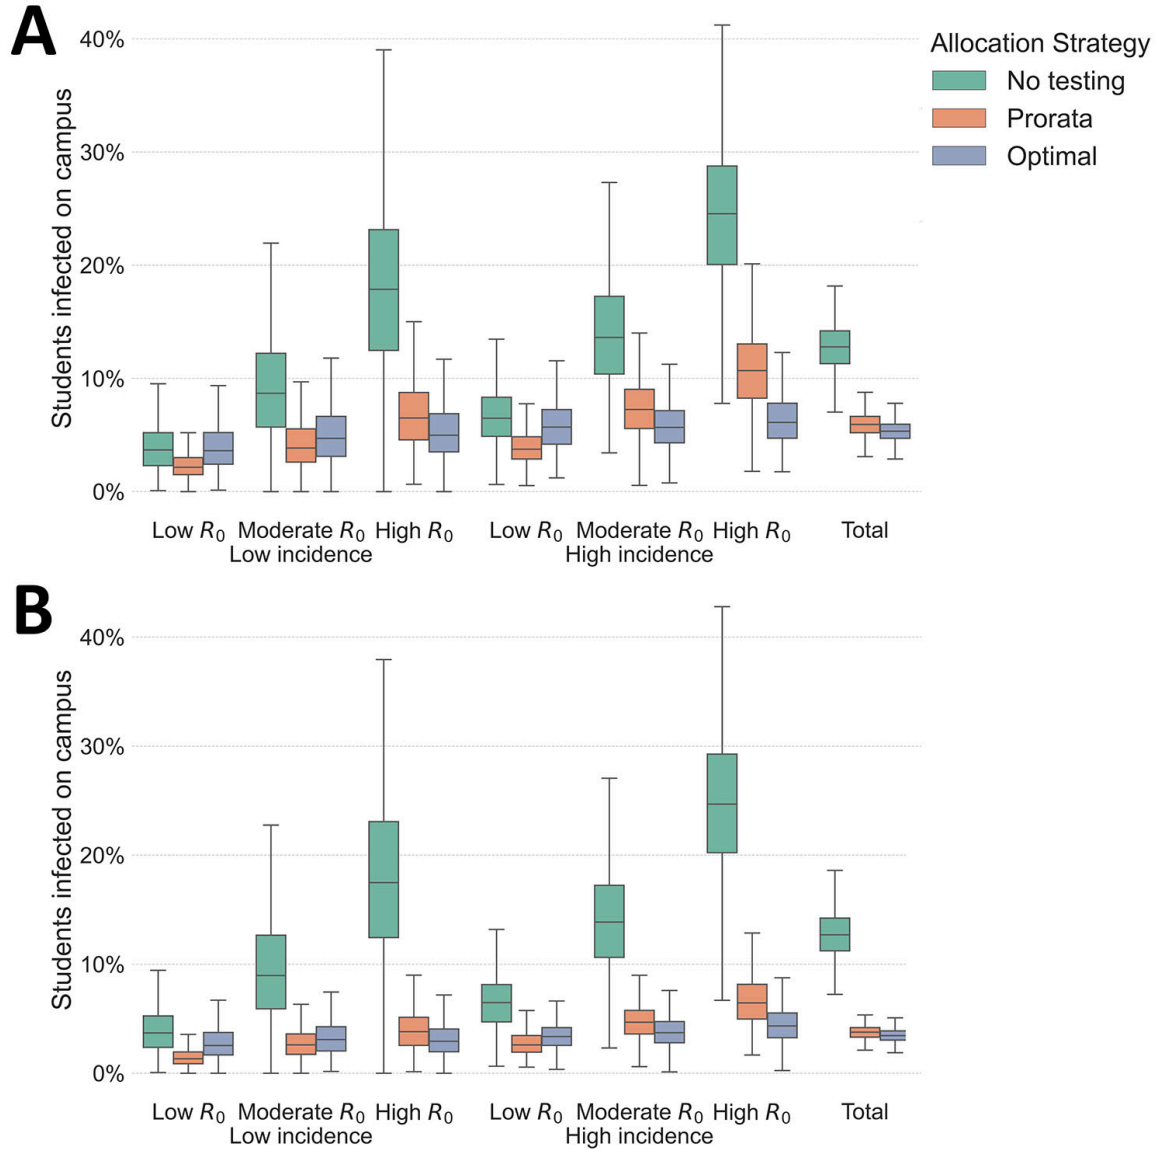 A
Students infected on campus
40%
30%
20%
10%
0%
Low R0 Moderate R0 High R0 Low R0 Moderate R0 High R0 Total
Low incidence High incidence
Allocation Strategy
No testing
Prorata
Optimal
B
Students infected on campus
40%
30%
20%
10%
0%
Low R0 Moderate R0 High R0 Low R0 Moderate R0 High R0 Total
Low incidence High incidence